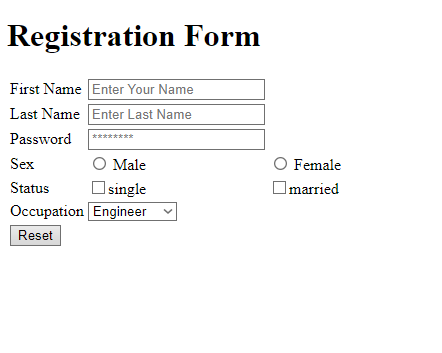 Registration Form
First Name Enter Your Name
Last Name Enter Last Name
Password ********
Sex Male Female
Status single married
Occupation Engineer
Reset